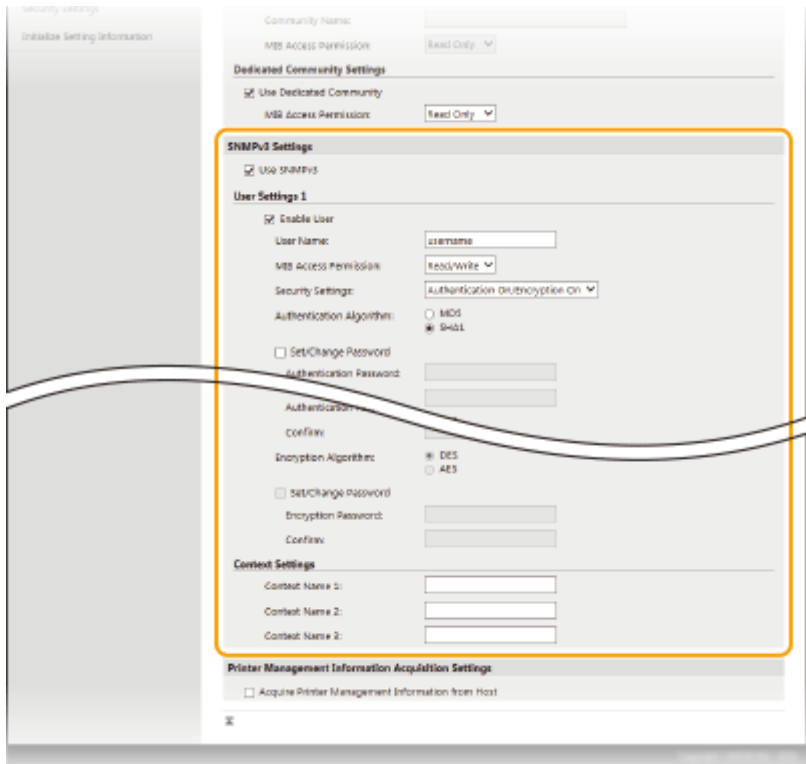 Security Settings
Initialize Setting Information
Community Name:
MIB Access Permission Read Only
Dedicated Community Settings
Use Dedicated Community
MIB Access Permission: Read Only
SNMPv3 Settings
Use SNMPv3
User Settings 1
Enable User
User Name: username
MIB Access Permission: Read/Write
Security Settings: Authentication On/Encryption On
Authentication Algorithm: MD5
SHA1
Set/Change Password
Authentication Password:
Authentication
Confirm:
Encryption Algorithm: DES
AES
Set/Change Password
Encryption Password:
Confirm:
Context Settings
Context Name 1:
Context Name 2:
Context Name 3:
Printer Management Information Acquisition Settings
Acquire Printer Management Information from Host